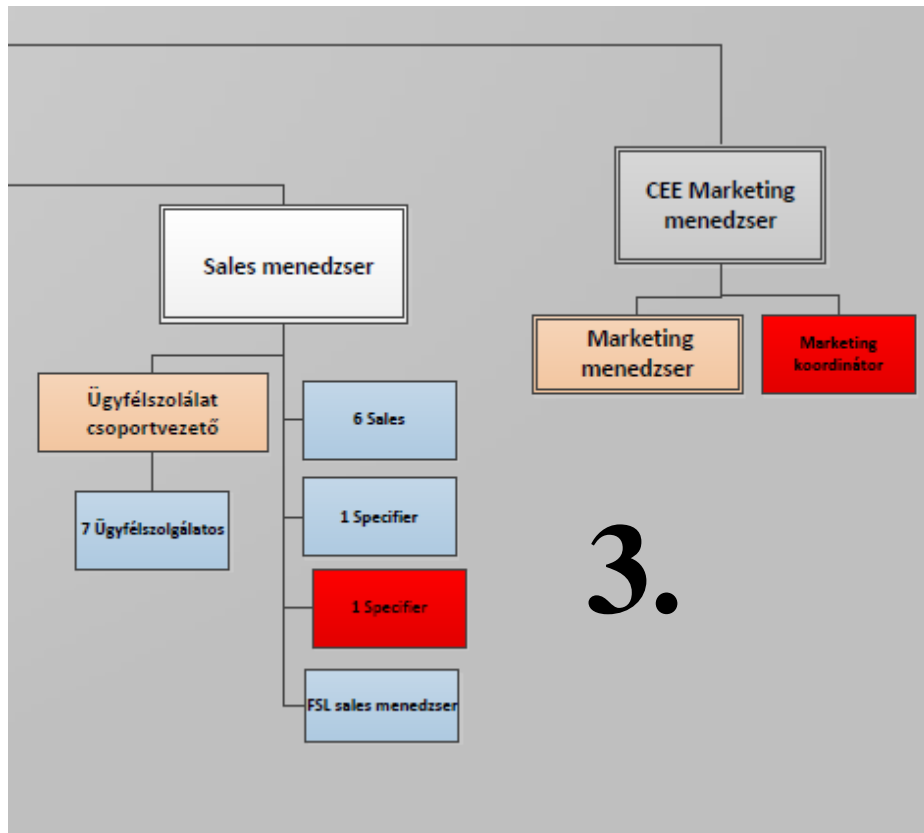 CEE Marketing
menedzser
Sales menedzser
Marketing
menedzser
Marketing
koordinátor
Ügyfélszolálat
csoportvezető
6 Sales
7 Ügyfélszolgálatos
1 Specifier
3.
1 Specifier
FSL sales menedzser